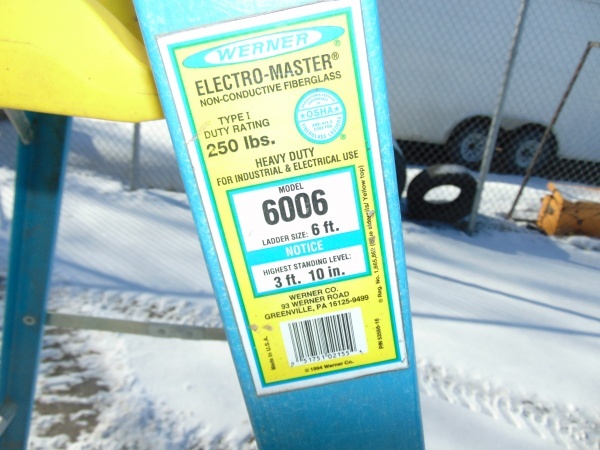 WERNER®
ELECTRO-MASTER®
NON-CONDUCTIVE FIBERGLASS
TYPE I
DUTY RATING
250 lbs.
OSHA
HEAVY DUTY
FOR INDUSTRIAL & ELECTRICAL USE
MODEL
6006
LADDER SIZE: 6 ft.
NOTICE
HIGHEST STANDING LEVEL:
3 ft. 10 in.
WERNER CO.
93 WERNER ROAD
GREENVILLE, PA 16125-9499
Made in U.S.A.
51751 02155
© 1994 Werner Co.